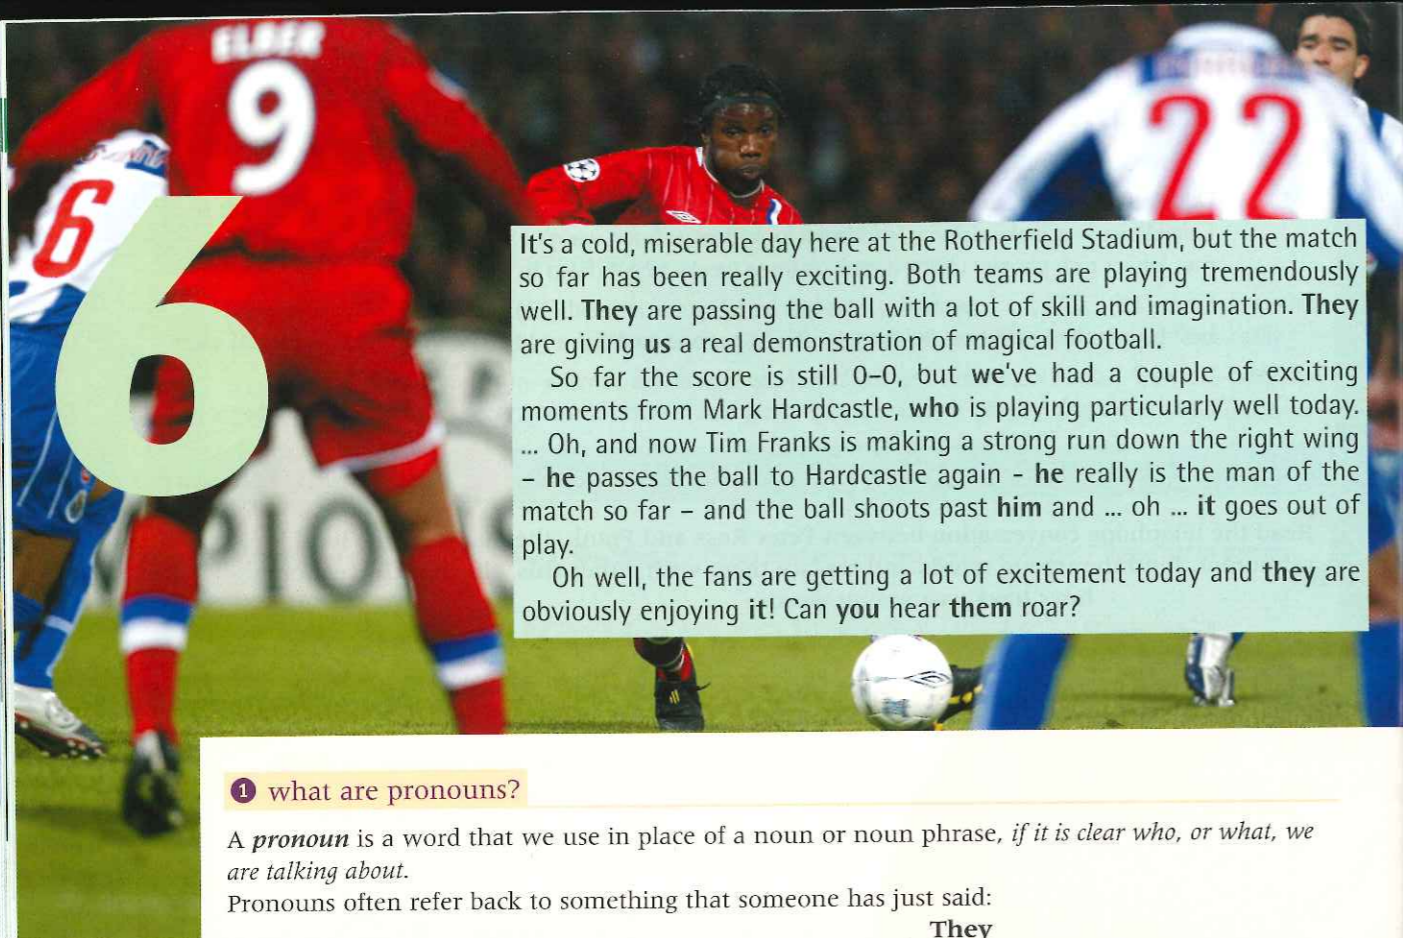 ELBER
9
6
22
6
It's a cold, miserable day here at the Rotherfield Stadium, but the match
so far has been really exciting. Both teams are playing tremendously
well. They are passing the ball with a lot of skill and imagination. They
are giving us a real demonstration of magical football.
So far the score is still 0–0, but we've had a couple of exciting
moments from Mark Hardcastle, who is playing particularly well today.
... Oh, and now Tim Franks is making a strong run down the right wing
– he passes the ball to Hardcastle again – he really is the man of the
match so far – and the ball shoots past him and ... oh ... it goes out of
play.
Oh well, the fans are getting a lot of excitement today and they are
obviously enjoying it! Can you hear them roar?
1 what are pronouns?
A pronoun is a word that we use in place of a noun or noun phrase, if it is clear who, or what, we
are talking about.
Pronouns often refer back to something that someone has just said:
They